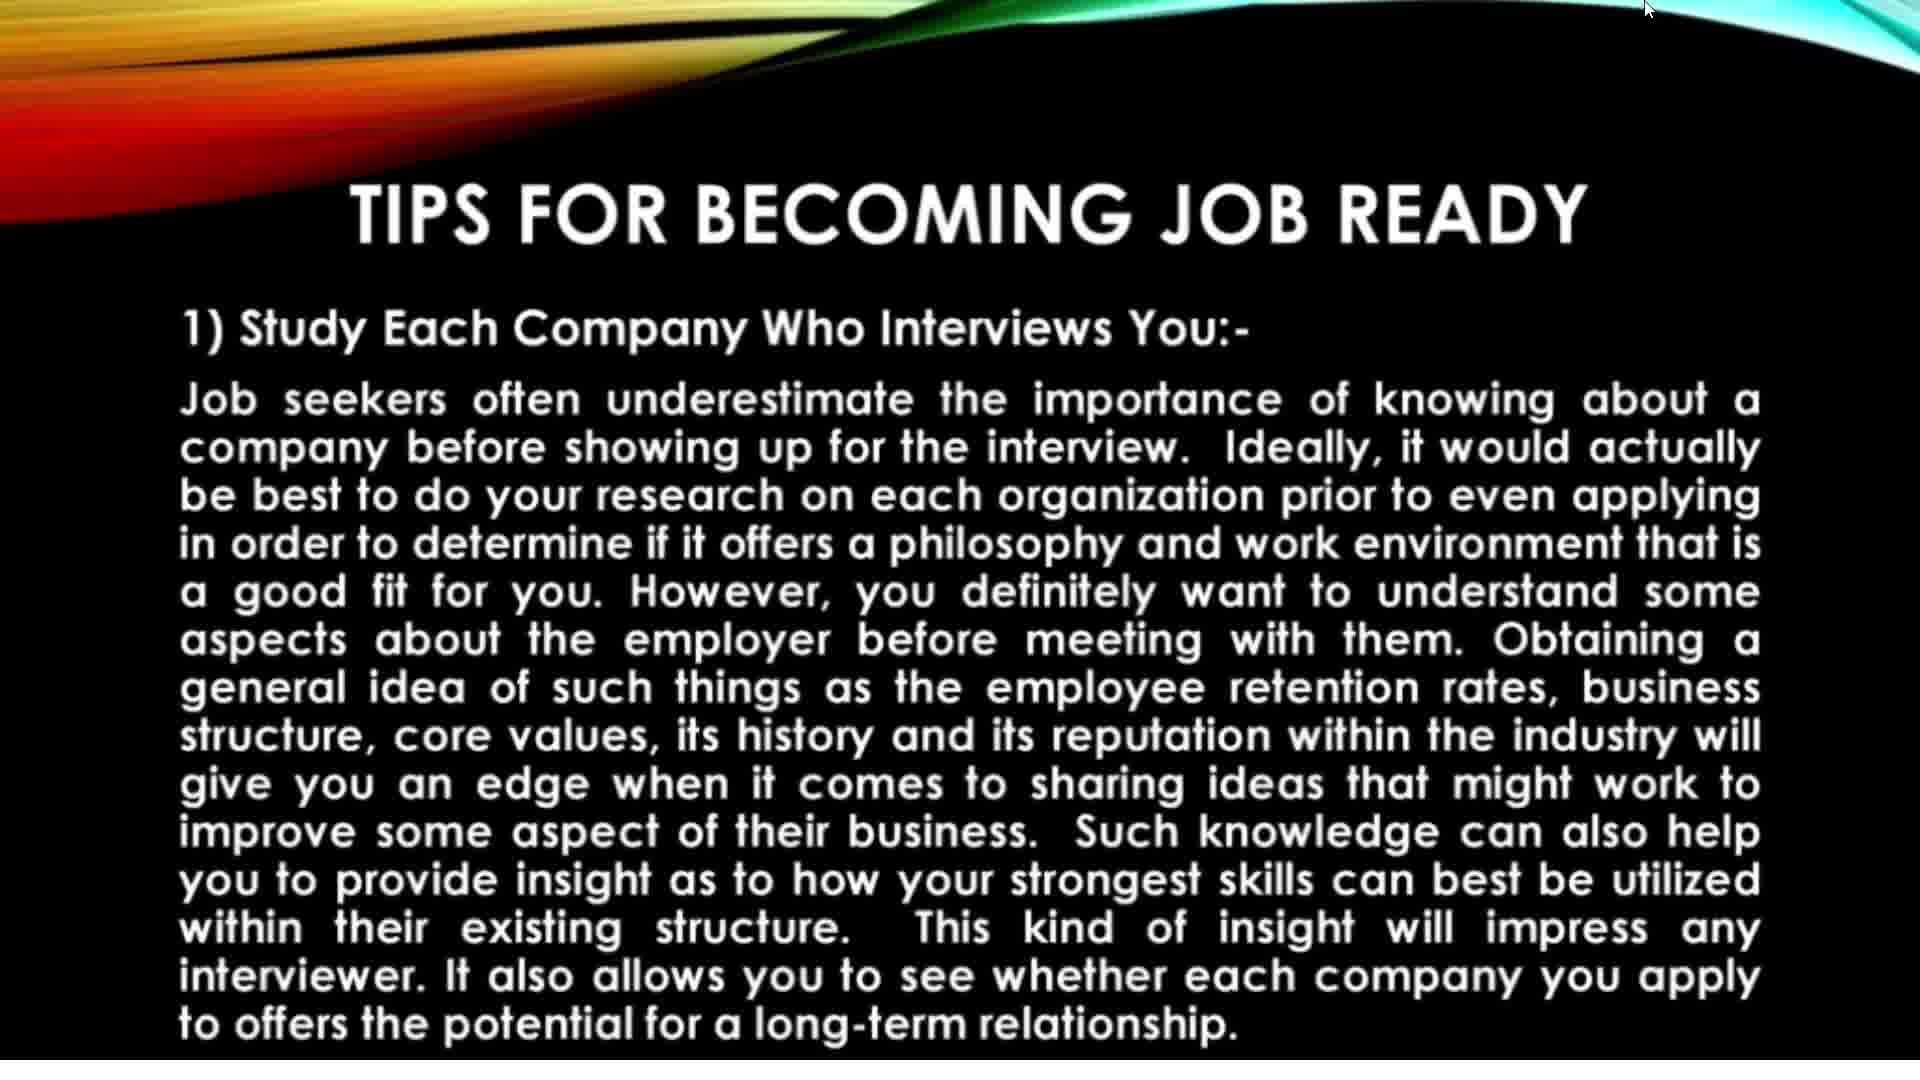 TIPS FOR BECOMING JOB READY
1) Study Each Company Who Interviews You:-
Job seekers often underestimate the importance of knowing about a
company before showing up for the interview.  Ideally, it would actually
be best to do your research on each organization prior to even applying
in order to determine if it offers a philosophy and work environment that is
a good fit for you. However, you definitely want to understand some
aspects about the employer before meeting with them. Obtaining a
general idea of such things as the employee retention rates, business
structure, core values, its history and its reputation within the industry will
give you an edge when it comes to sharing ideas that might work to
improve some aspect of their business.  Such knowledge can also help
you to provide insight as to how your strongest skills can best be utilized
within their existing structure.  This kind of insight will impress any
interviewer. It also allows you to see whether each company you apply
to offers the potential for a long-term relationship.